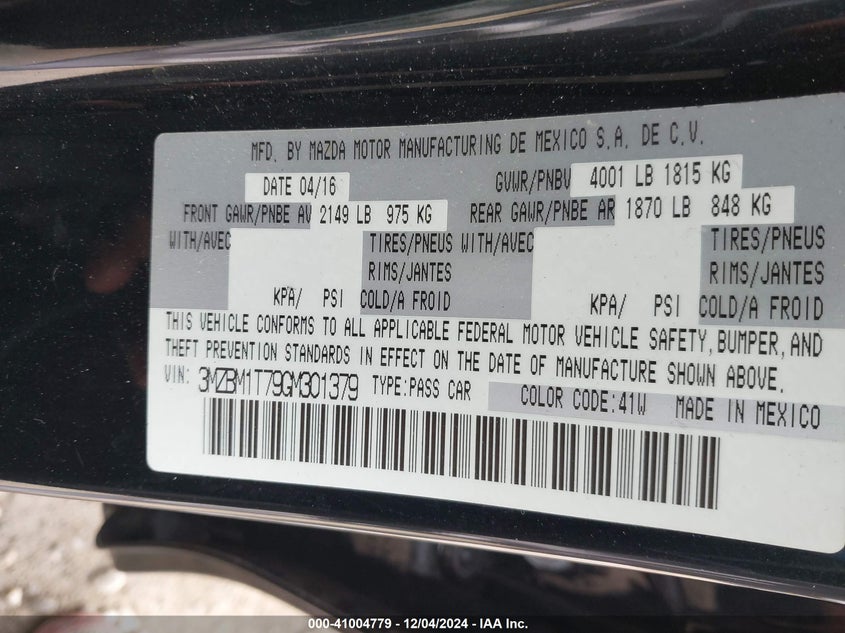 MFD. BY MAZDA MOTOR MANUFACTURING DE MEXICO S.A. DE C.V.
DATE 04/16 GVWR/PNBV 4001 LB 1815 KG
FRONT GAWR/PNBE AV 2149 LB 975 KG REAR GAWR/PNBE AR 1870 LB 848 KG
WITH/AVEC TIRES/PNEUS WITH/AVEC TIRES/PNEUS
RIMS/JANTES RIMS/JANTES
KPA/ PSI COLD/A FROID KPA/ PSI COLD/A FROID
THIS VEHICLE CONFORMS TO ALL APPLICABLE FEDERAL MOTOR VEHICLE SAFETY, BUMPER, AND
THEFT PREVENTION STANDARDS IN EFFECT ON THE DATE OF MANUFACTURE SHOWN ABOVE.
VIN: 3MZBM1T79GM301379 TYPE:PASS CAR COLOR CODE:41W MADE IN MEXICO
000-41004779 - 12/04/2024 - IAA Inc.